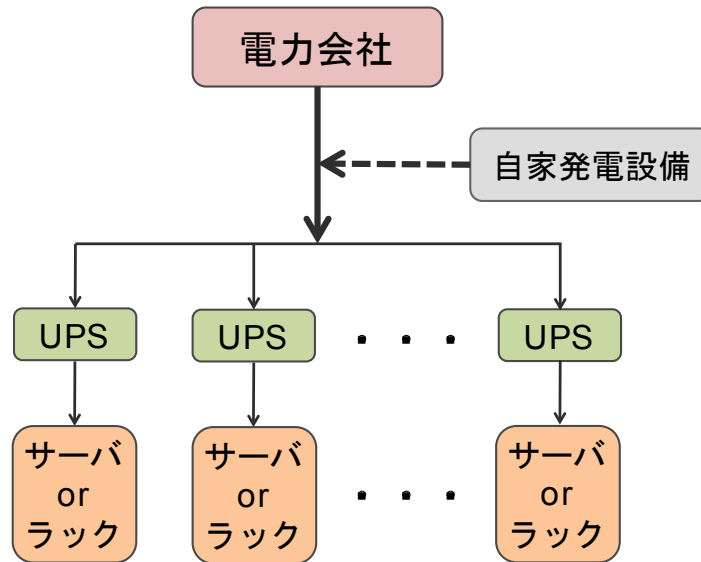 電力会社
自家発電設備
UPS
UPS
・・・
UPS
サーバ
or
ラック
サーバ
or
ラック
・・・
サーバ
or
ラック